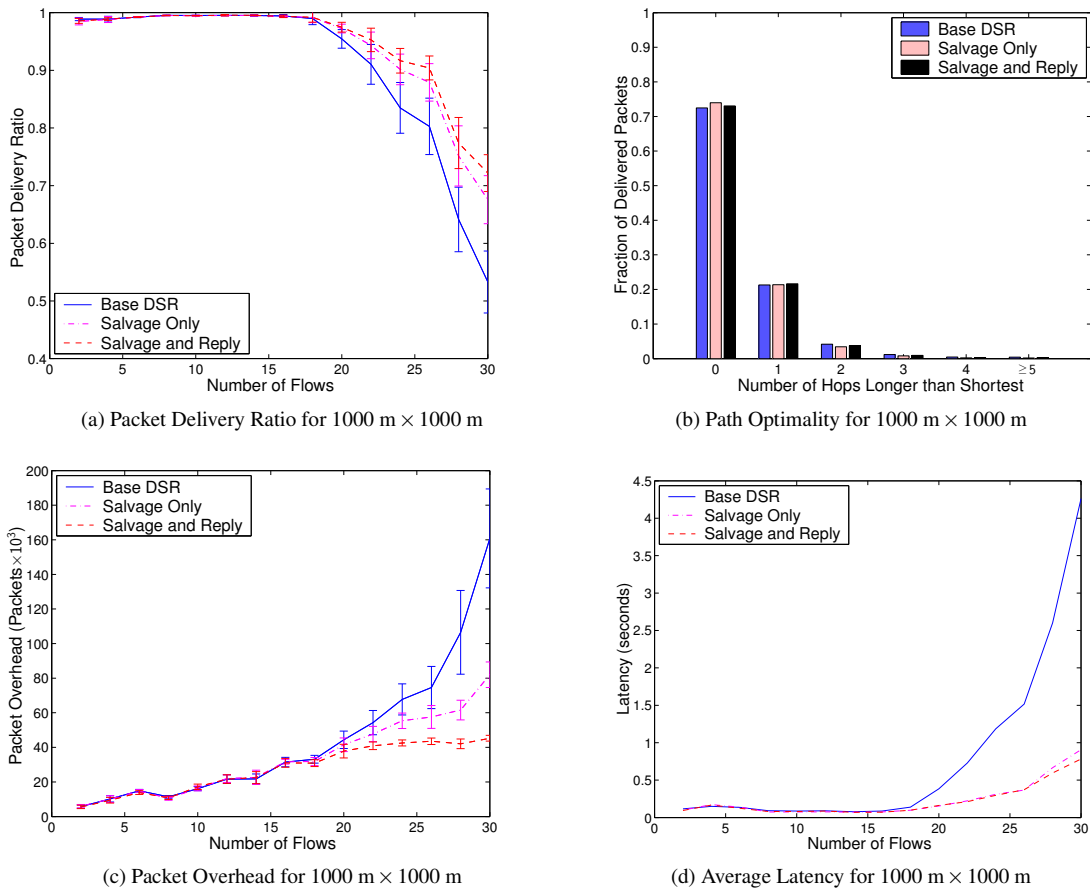 1
0.9
0.8
0.7
0.6
0.5
0.4
Packet Delivery Ratio
Base DSR
Salvage Only
Salvage and Reply
0 5 10 15 20 25 30
Number of Flows
(a) Packet Delivery Ratio for 1000 m × 1000 m
1
0.9
0.8
0.7
0.6
0.5
0.4
0.3
0.2
0.1
0
Fraction of Delivered Packets
Base DSR
Salvage Only
Salvage and Reply
0 1 2 3 4 ≥5
Number of Hops Longer than Shortest
(b) Path Optimality for 1000 m × 1000 m
200
180
160
140
120
100
80
60
40
20
0
Packet Overhead (Packets×10³)
Base DSR
Salvage Only
Salvage and Reply
0 5 10 15 20 25 30
Number of Flows
(c) Packet Overhead for 1000 m × 1000 m
4.5
4
3.5
3
2.5
2
1.5
1
0.5
0
Latency (seconds)
Base DSR
Salvage Only
Salvage and Reply
0 5 10 15 20 25 30
Number of Flows
(d) Average Latency for 1000 m × 1000 m